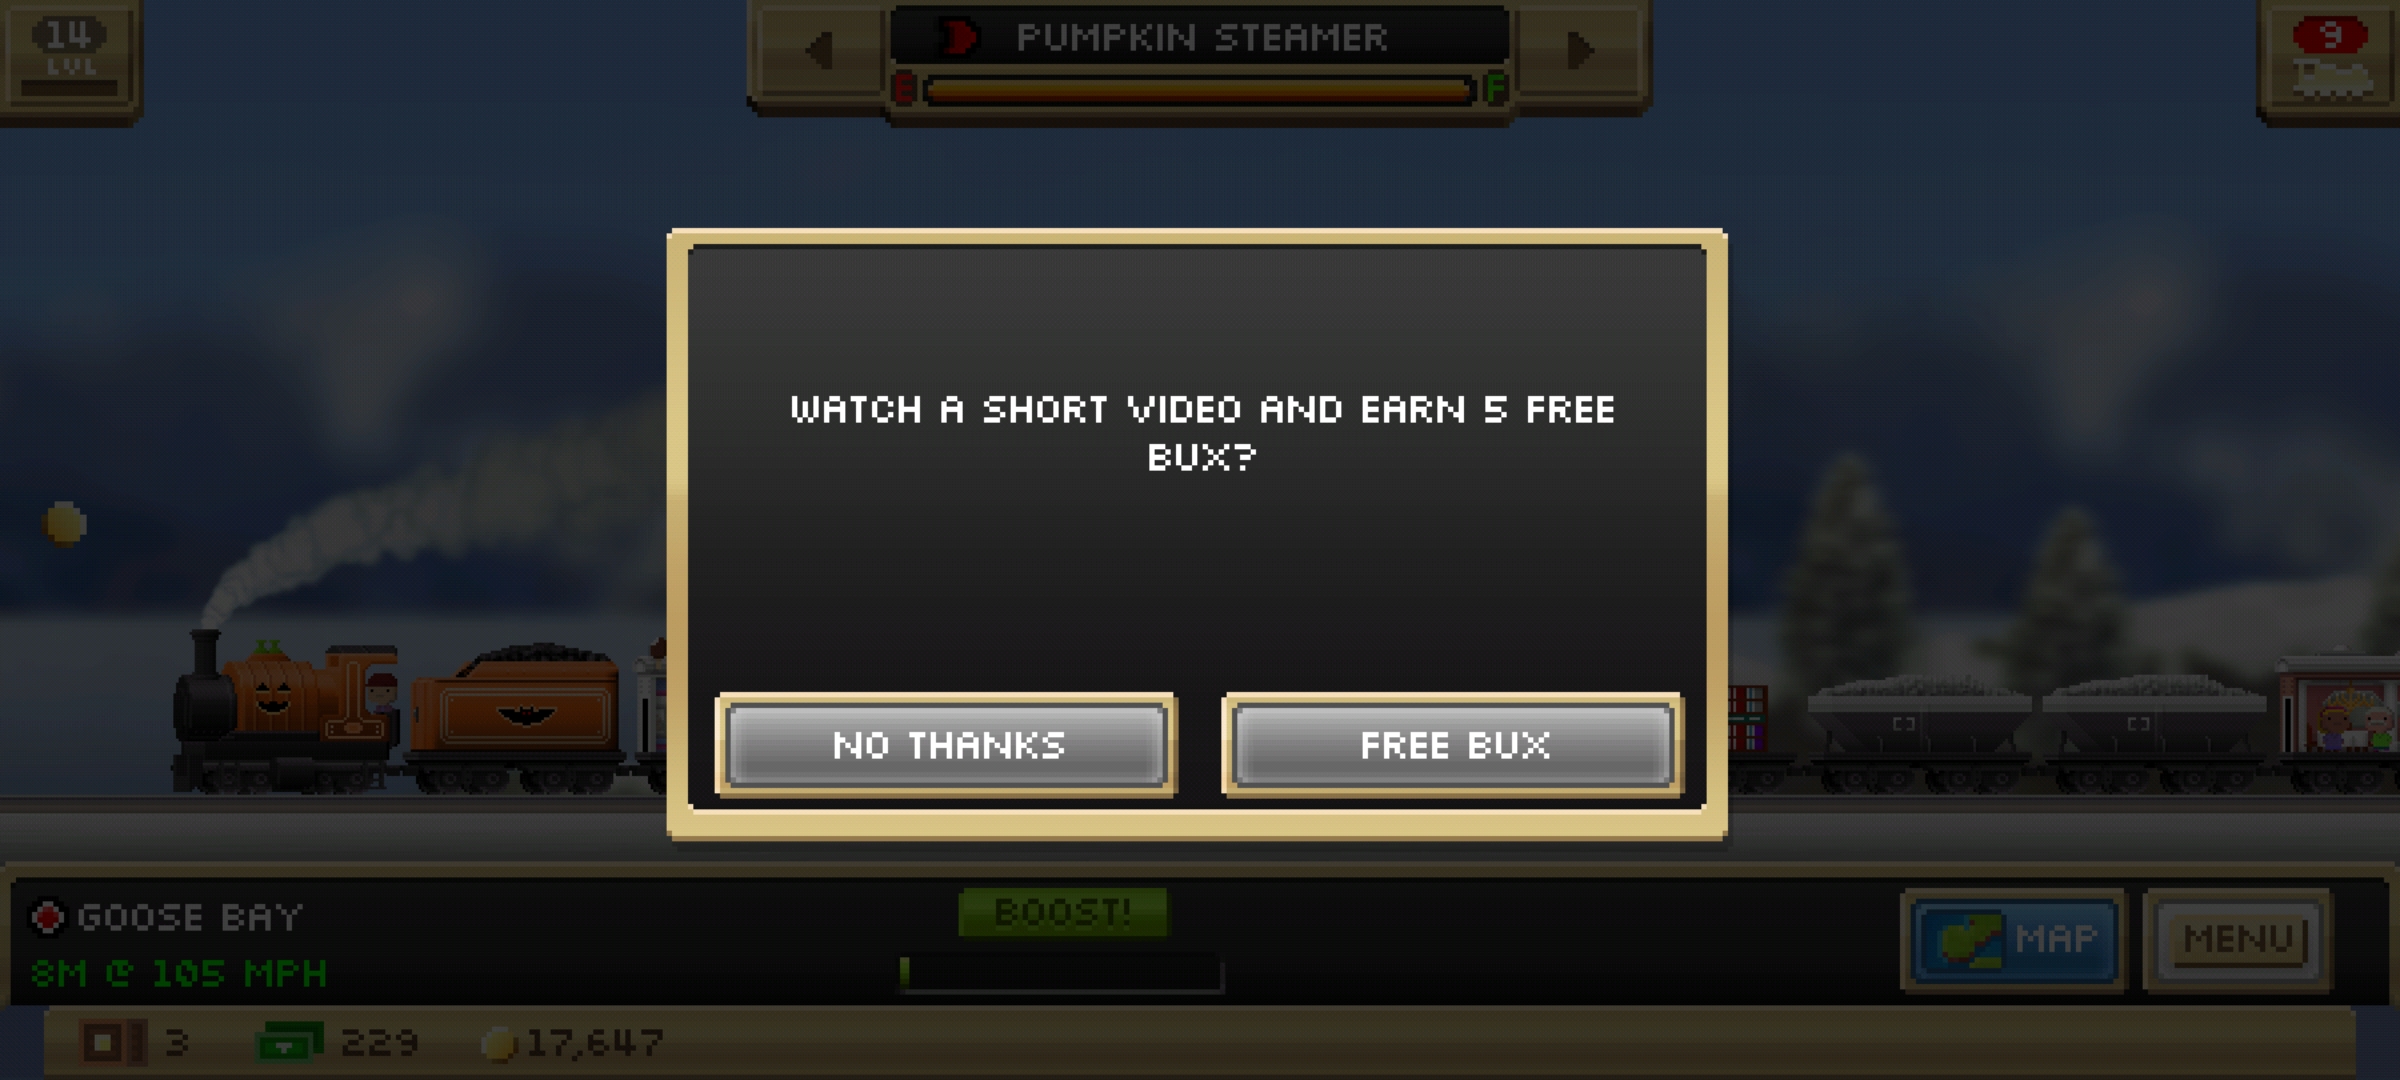 14
LVL
PUMPKIN STEAMER
E
F
9
WATCH A SHORT VIDEO AND EARN 5 FREE
BUX?
NO THANKS
FREE BUX
GOOSE BAY
8M @ 105 MPH
BOOST!
MAP
MENU
3
229
17,647